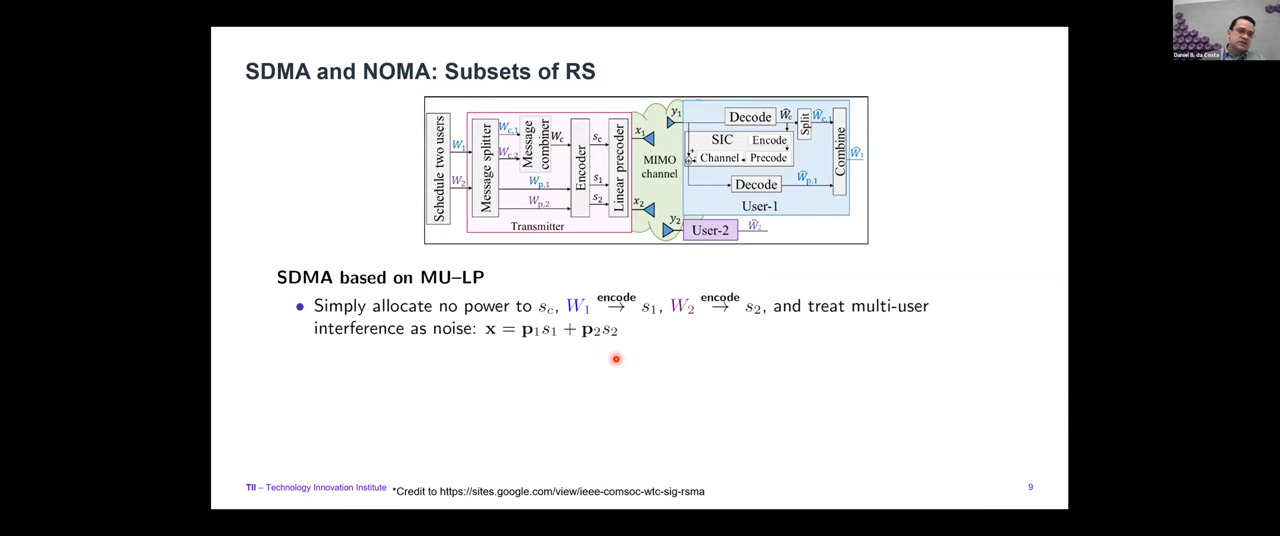 Daniel B. da Costa
SDMA and NOMA: Subsets of RS
Schedule two users
W1
W2
Message splitter
Wc,1
Wc,2
Message combiner
Wc
Wp,1
Wp,2
Encoder
sc
s1
s2
Linear precoder
Transmitter
x1
x2
MIMO
channel
y1
y2
Decode
Ŵc
Split
Ŵc,1
SIC
Encode
Channel
Precode
Decode
Ŵp,1
Combine
Ŵ1
User-1
User-2
Ŵ2
SDMA based on MU–LP
• Simply allocate no power to sc, W1 encode → s1, W2 encode → s2, and treat multi-user
interference as noise: x = p1s1 + p2s2
TII – Technology Innovation Institute
*Credit to https://sites.google.com/view/ieee-comsoc-wtc-sig-rsma
9